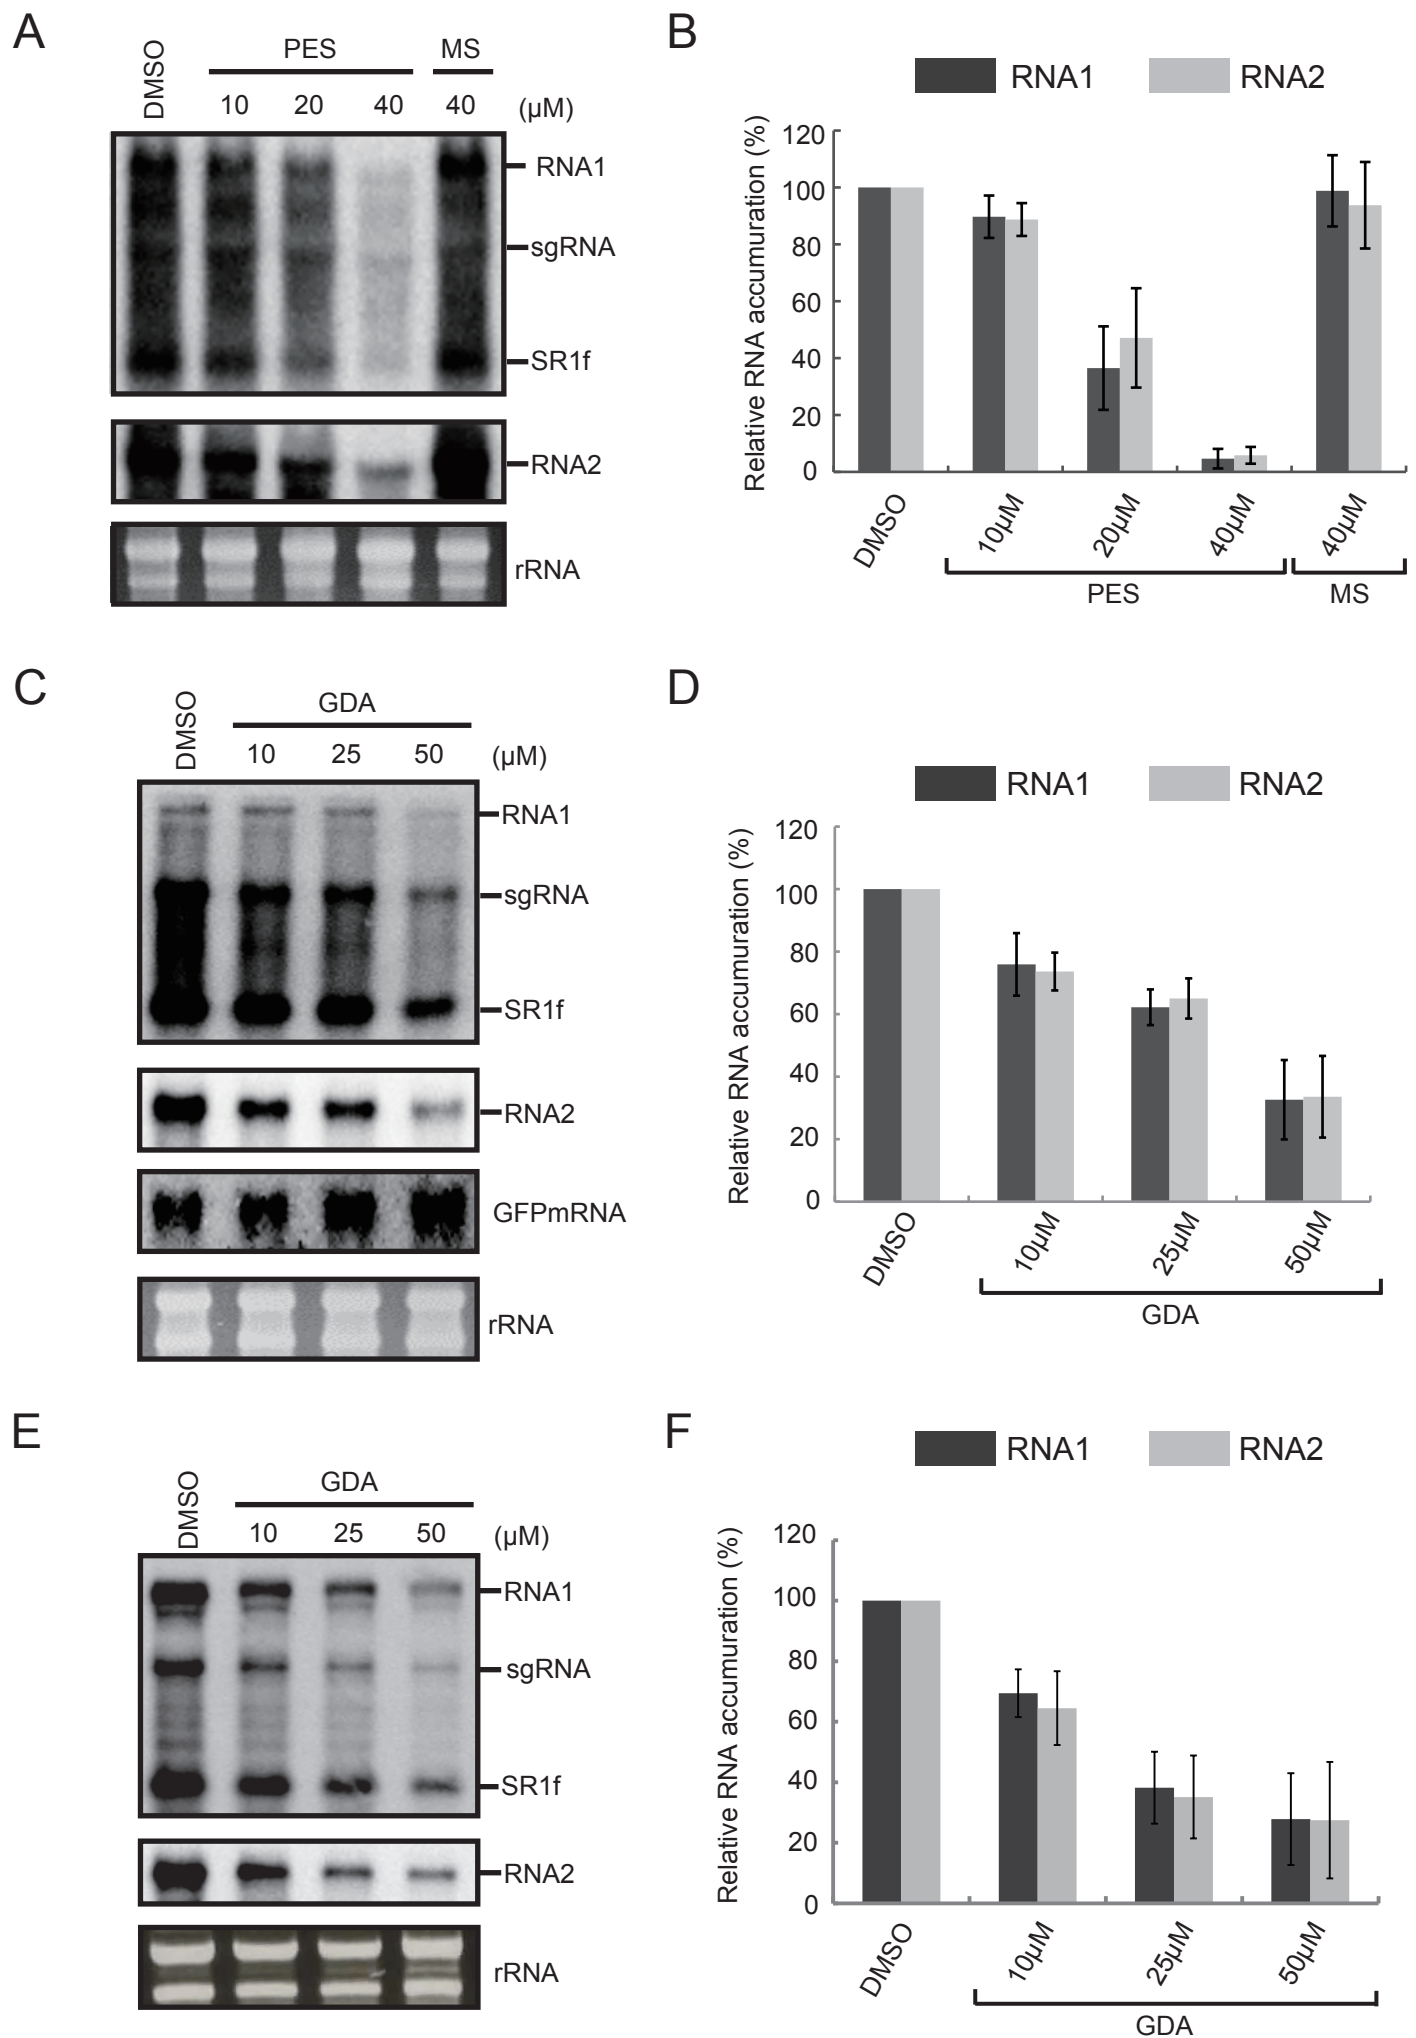 A
DMSO
PES
MS
10
20
40
40
(µM)
RNA1
sgRNA
SR1f
RNA2
rRNA
B
RNA1
RNA2
Relative RNA accumuration (%)
120
100
80
60
40
20
0
DMSO
10µM
20µM
40µM
40µM
PES
MS
C
DMSO
GDA
10
25
50
(µM)
RNA1
sgRNA
SR1f
RNA2
GFPmRNA
rRNA
D
RNA1
RNA2
Relative RNA accumuration (%)
120
100
80
60
40
20
0
DMSO
10µM
25µM
50µM
GDA
E
DMSO
GDA
10
25
50
(µM)
RNA1
sgRNA
SR1f
RNA2
rRNA
F
RNA1
RNA2
Relative RNA accumuration (%)
120
100
80
60
40
20
0
DMSO
10µM
25µM
50µM
GDA